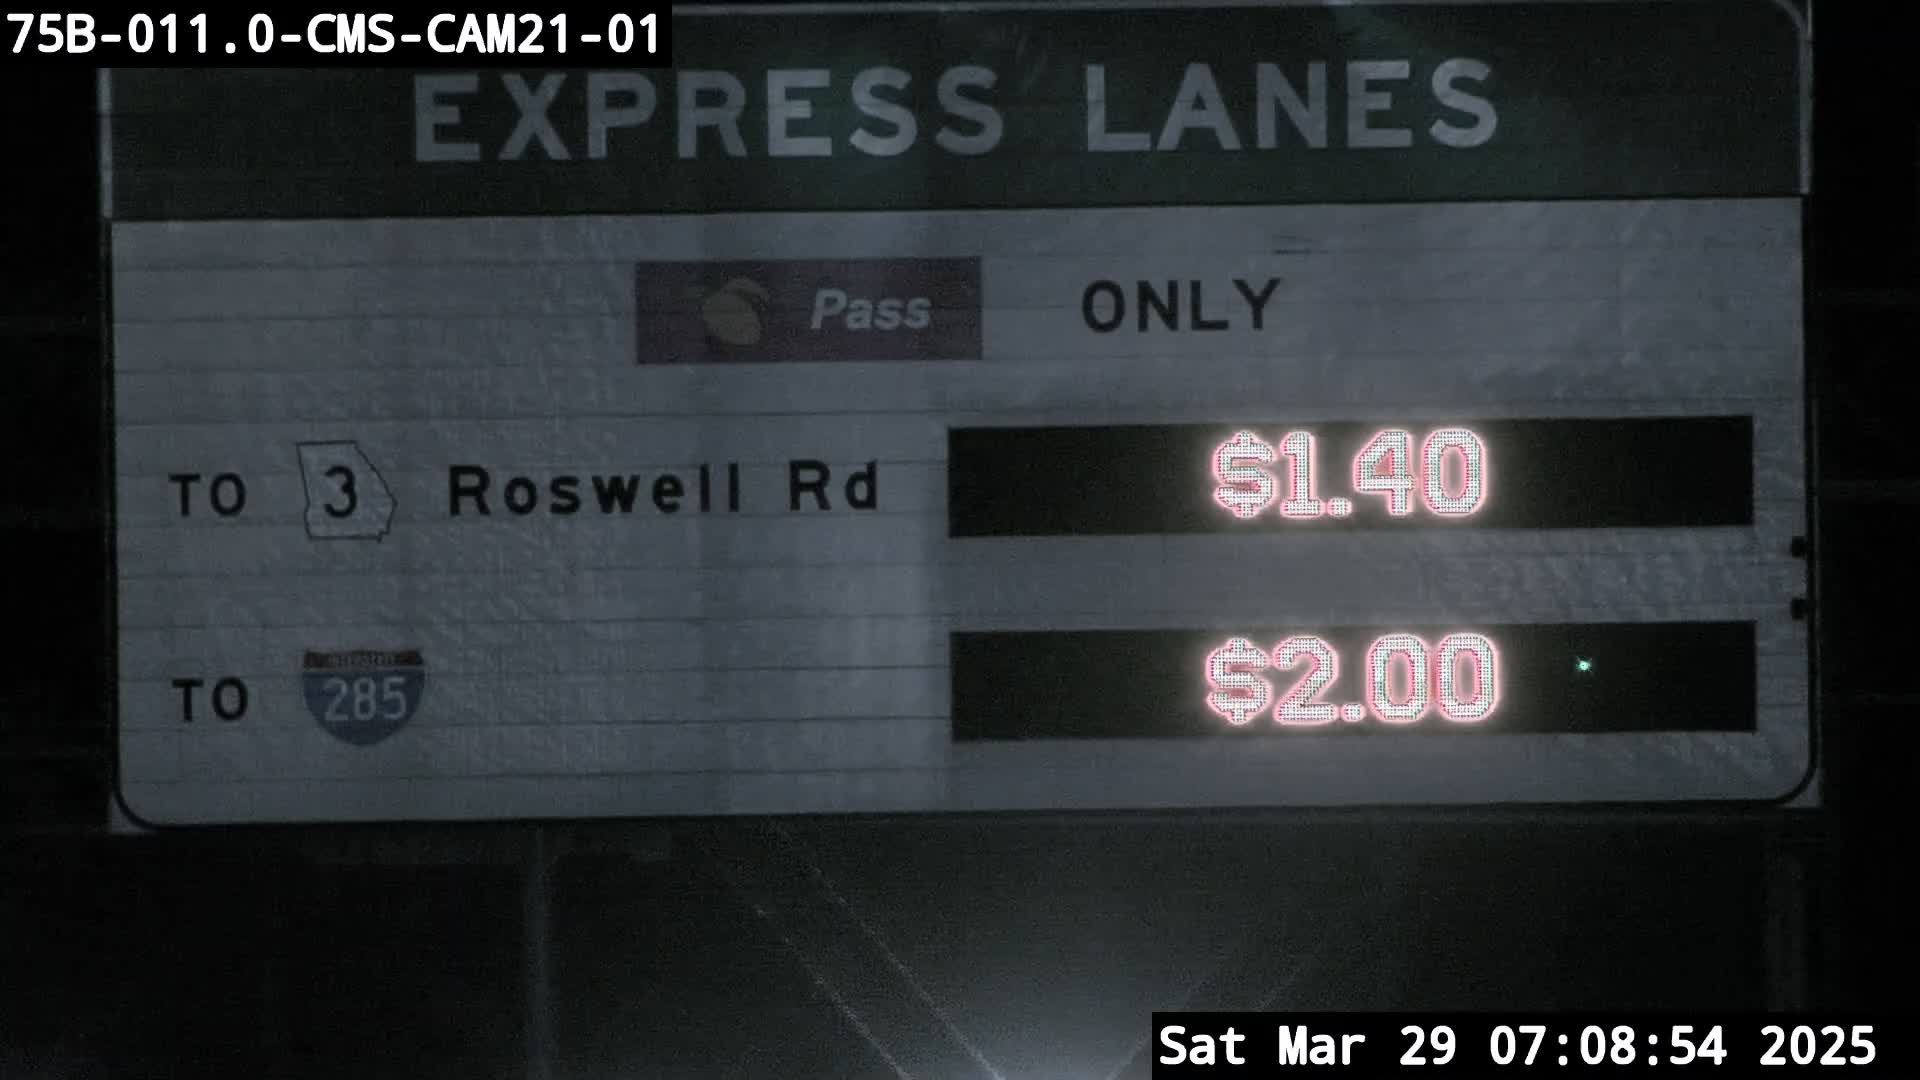 75B-011.0-CMS-CAM21-01
EXPRESS LANES
Pass ONLY
TO 3 Roswell Rd $1.40
INTERSTATE
TO 285 $2.00
Sat Mar 29 07:08:54 2025